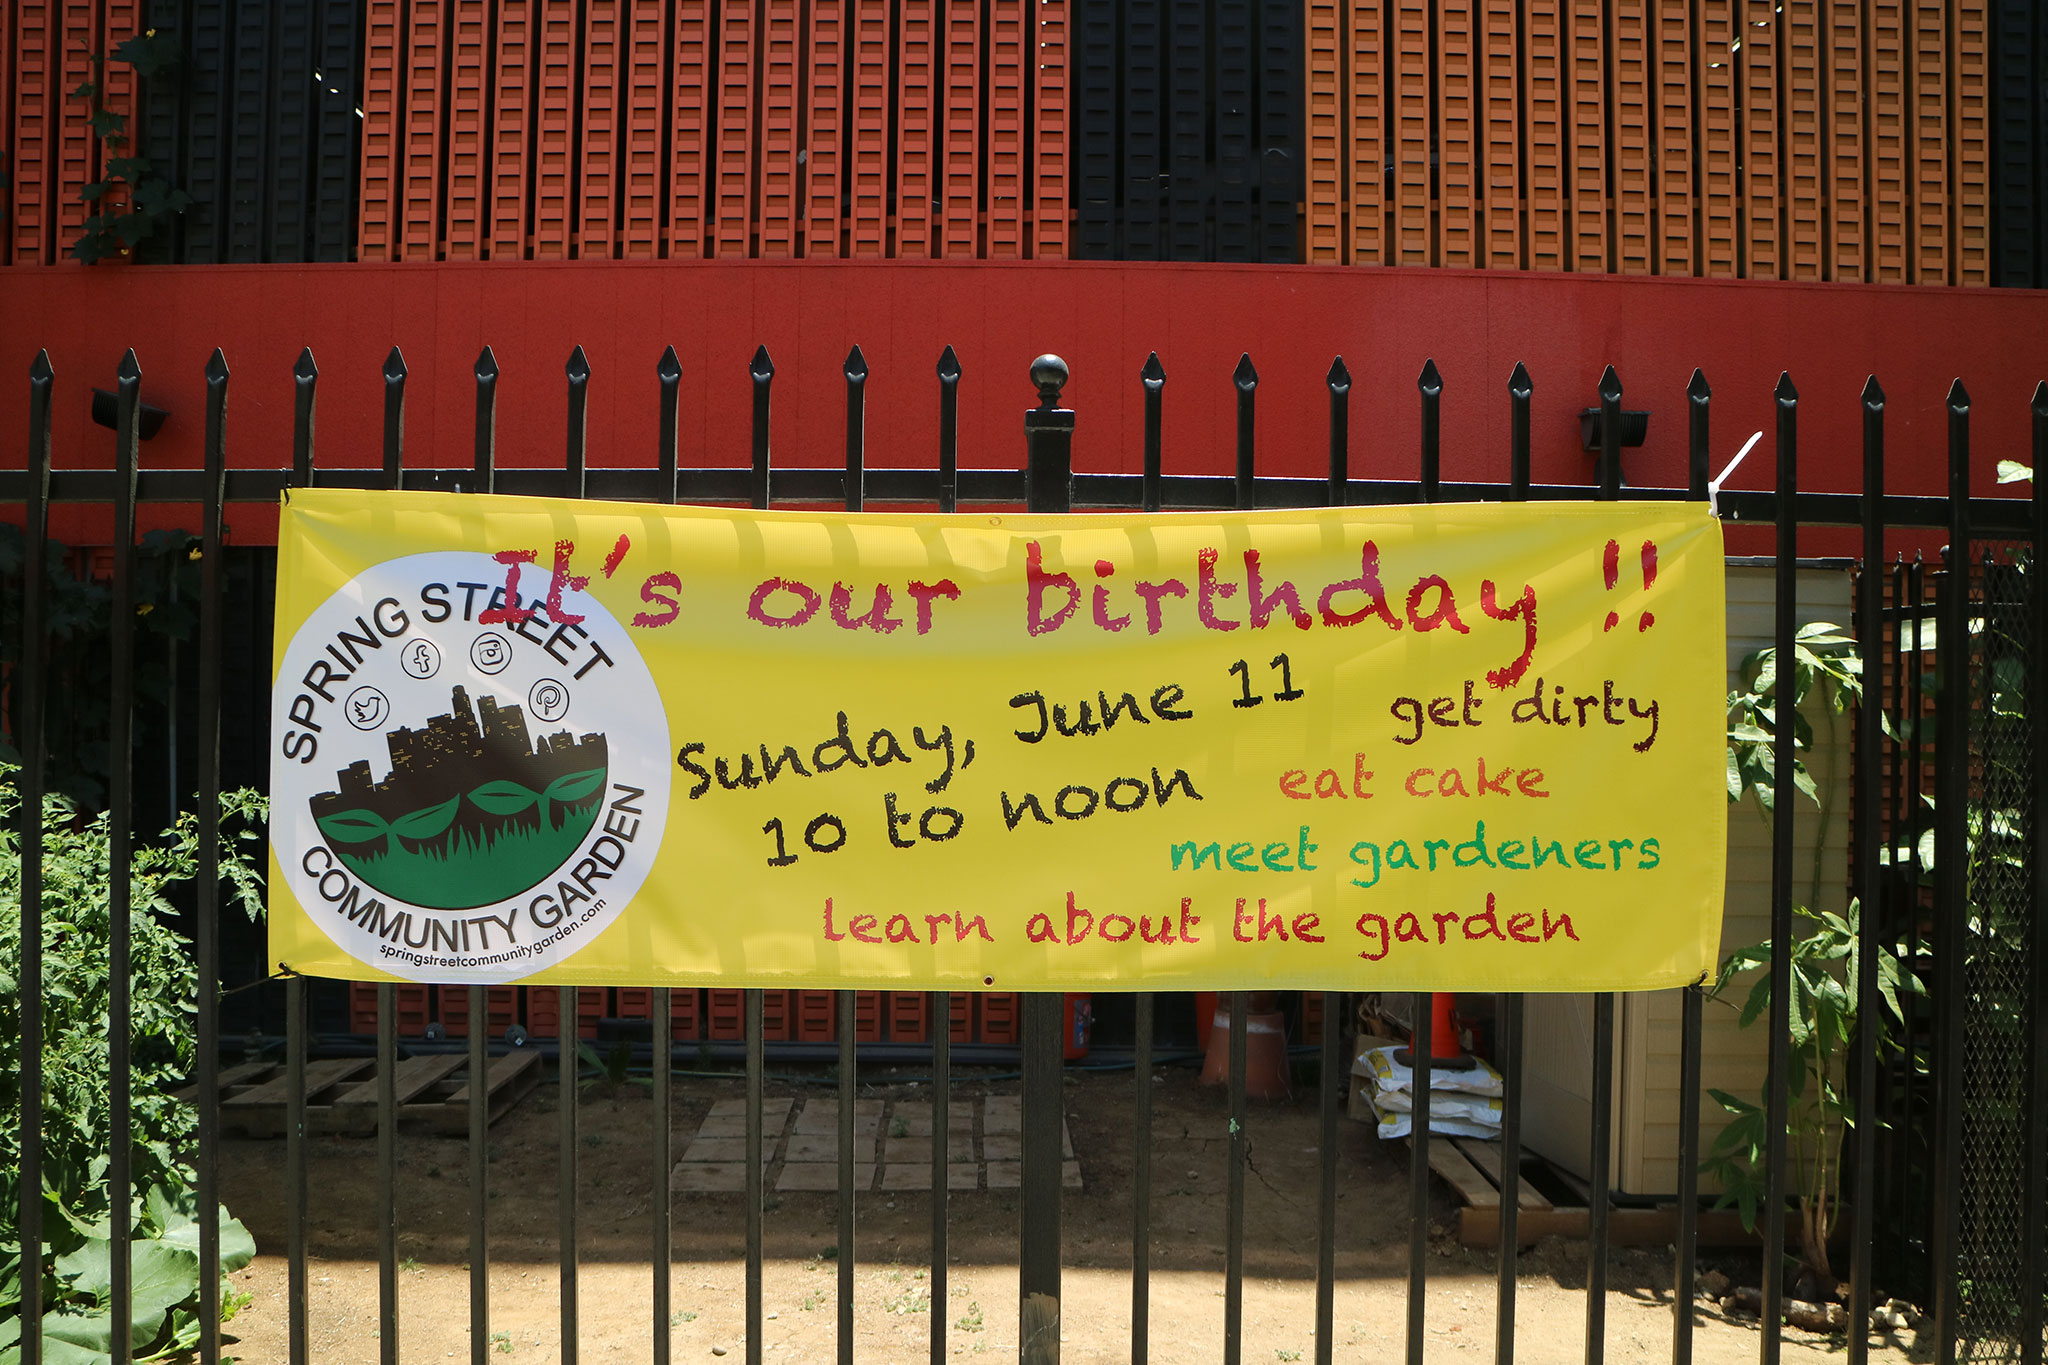 It's our birthday !!
SPRING STREET
COMMUNITY GARDEN
springstreetcommunitygarden.com
Sunday, June 11
10 to noon
get dirty
eat cake
meet gardeners
learn about the garden